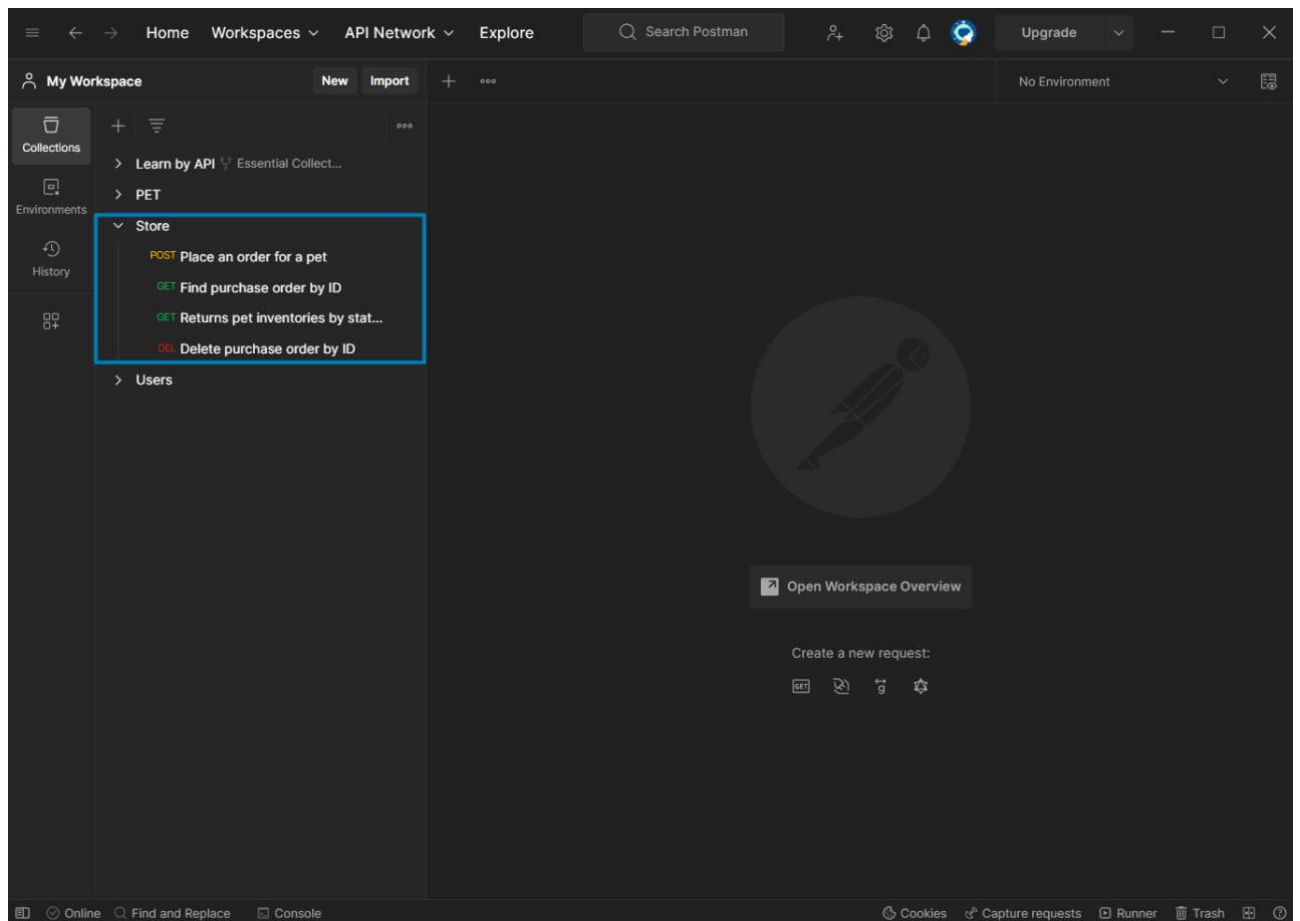 Home Workspaces API Network Explore Search Postman Upgrade
My Workspace New Import No Environment
Collections
Learn by API Essential Collect...
PET
Environments
Store
POST Place an order for a pet
History
GET Find purchase order by ID
GET Returns pet inventories by stat...
DEL Delete purchase order by ID
Users
Open Workspace Overview
Create a new request:
GET g
Online Find and Replace Console Cookies Capture requests Runner Trash